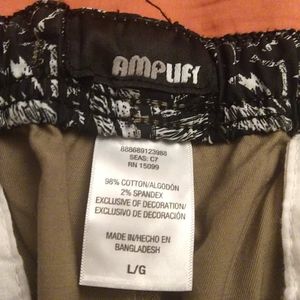 AMPLIFY
888689123988
SEAS: C7
RN 15099
98% COTTON/ALGODÓN
2% SPANDEX
EXCLUSIVE OF DECORATION/
EXCLUSIVO DE DECORACIÓN
MADE IN/HECHO EN
BANGLADESH
L/G